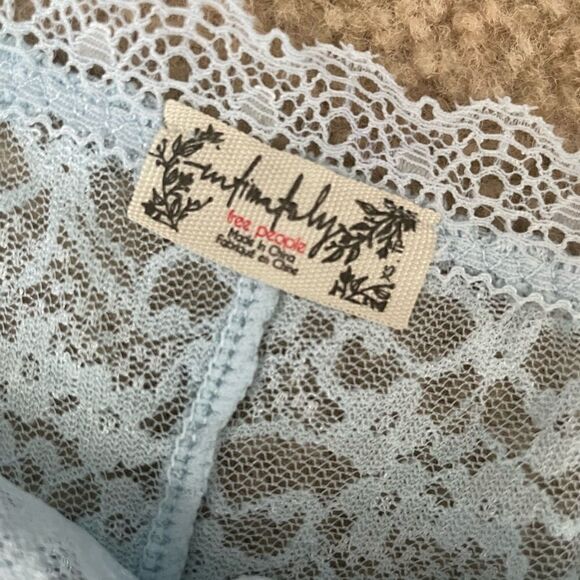 intimately
free people
Made in China
Fabriqué en Chine